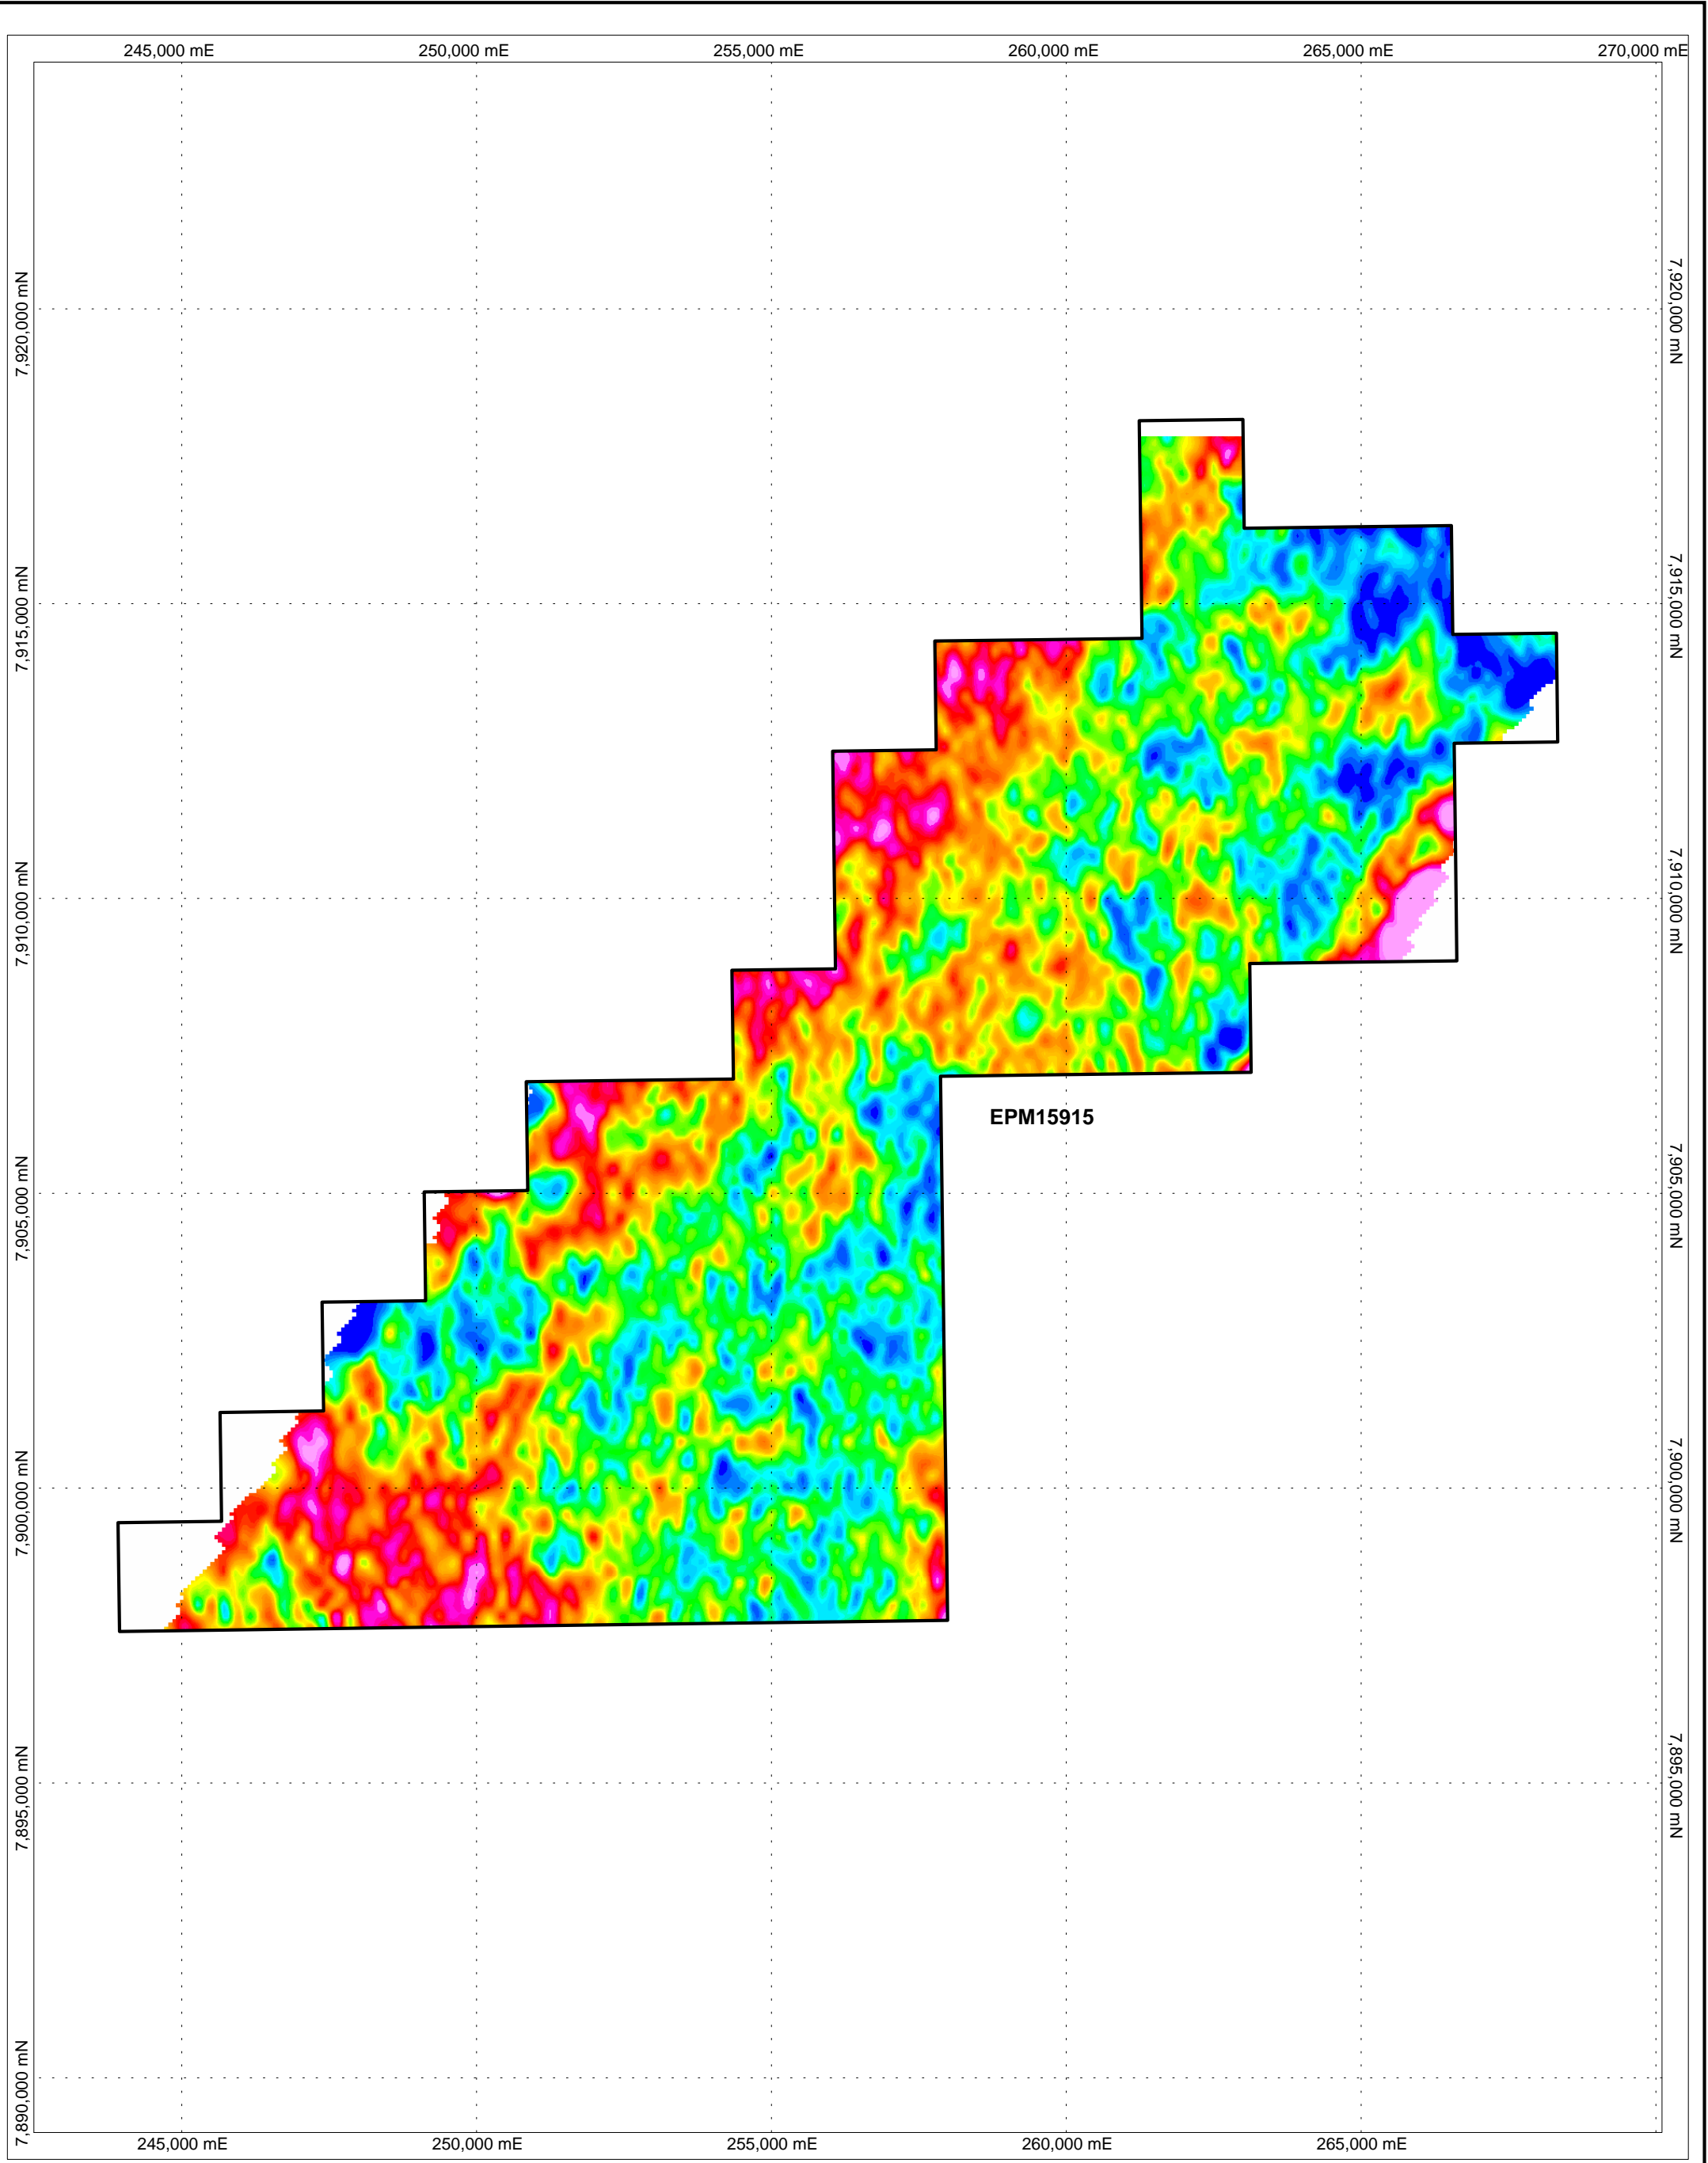 245,000 mE
250,000 mE
255,000 mE
260,000 mE
265,000 mE
270,000 mE
7,920,000 mN
7,920,000 mN
7,915,000 mN
7,915,000 mN
7,910,000 mN
7,910,000 mN
EPM15915
7,905,000 mN
7,905,000 mN
7,900,000 mN
7,900,000 mN
7,895,000 mN
7,895,000 mN
7,890,000 mN
245,000 mE
250,000 mE
255,000 mE
260,000 mE
265,000 mE